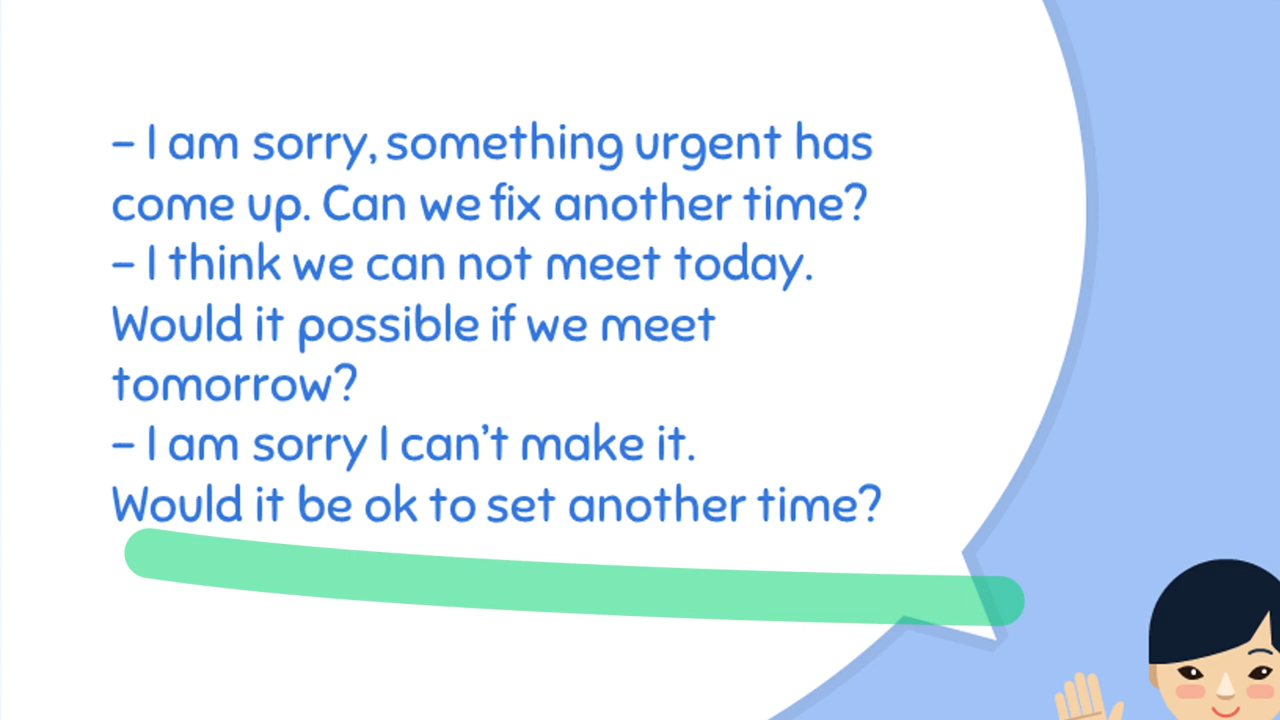 – I am sorry, something urgent has
come up. Can we fix another time?
– I think we can not meet today.
Would it possible if we meet
tomorrow?
– I am sorry I can’t make it.
Would it be ok to set another time?